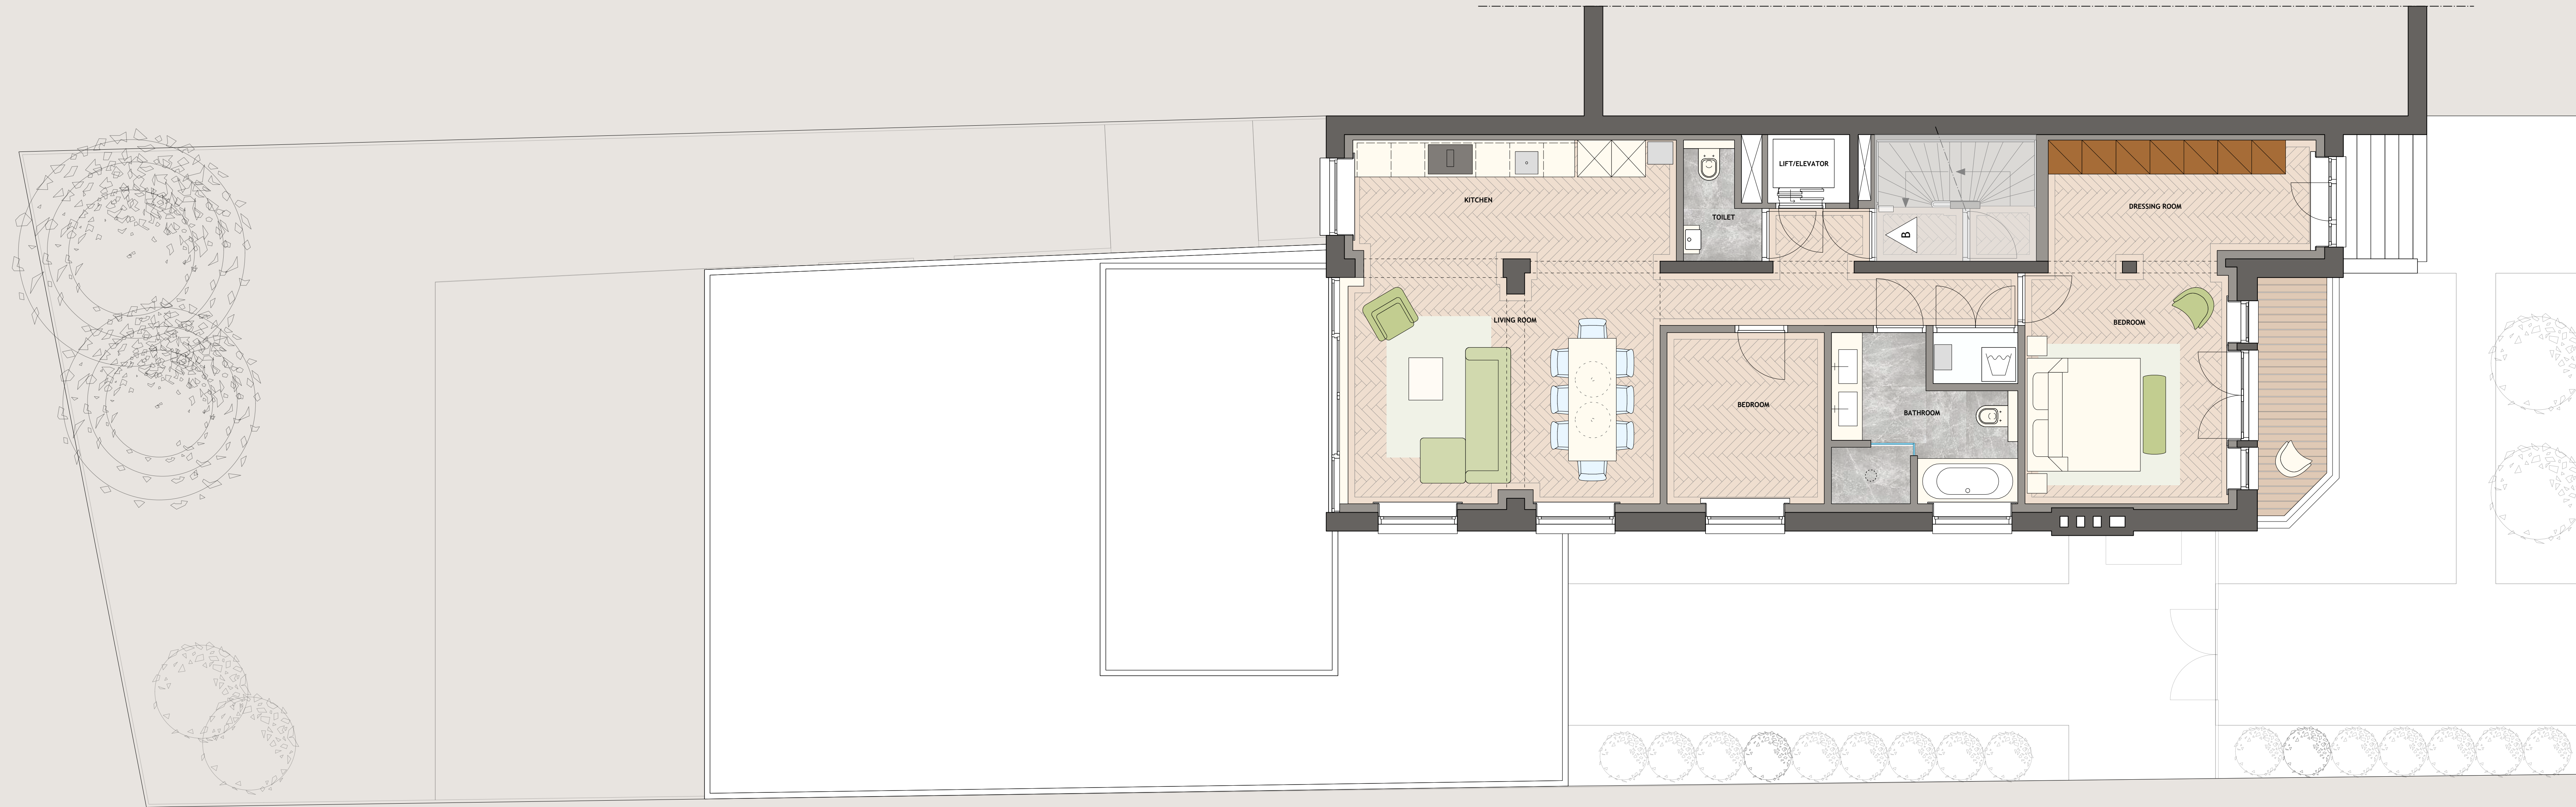 LIFT/ELEVATOR
KITCHEN
DRESSING ROOM
TOILET
B
LIVING ROOM
BEDROOM
BEDROOM
BATHROOM